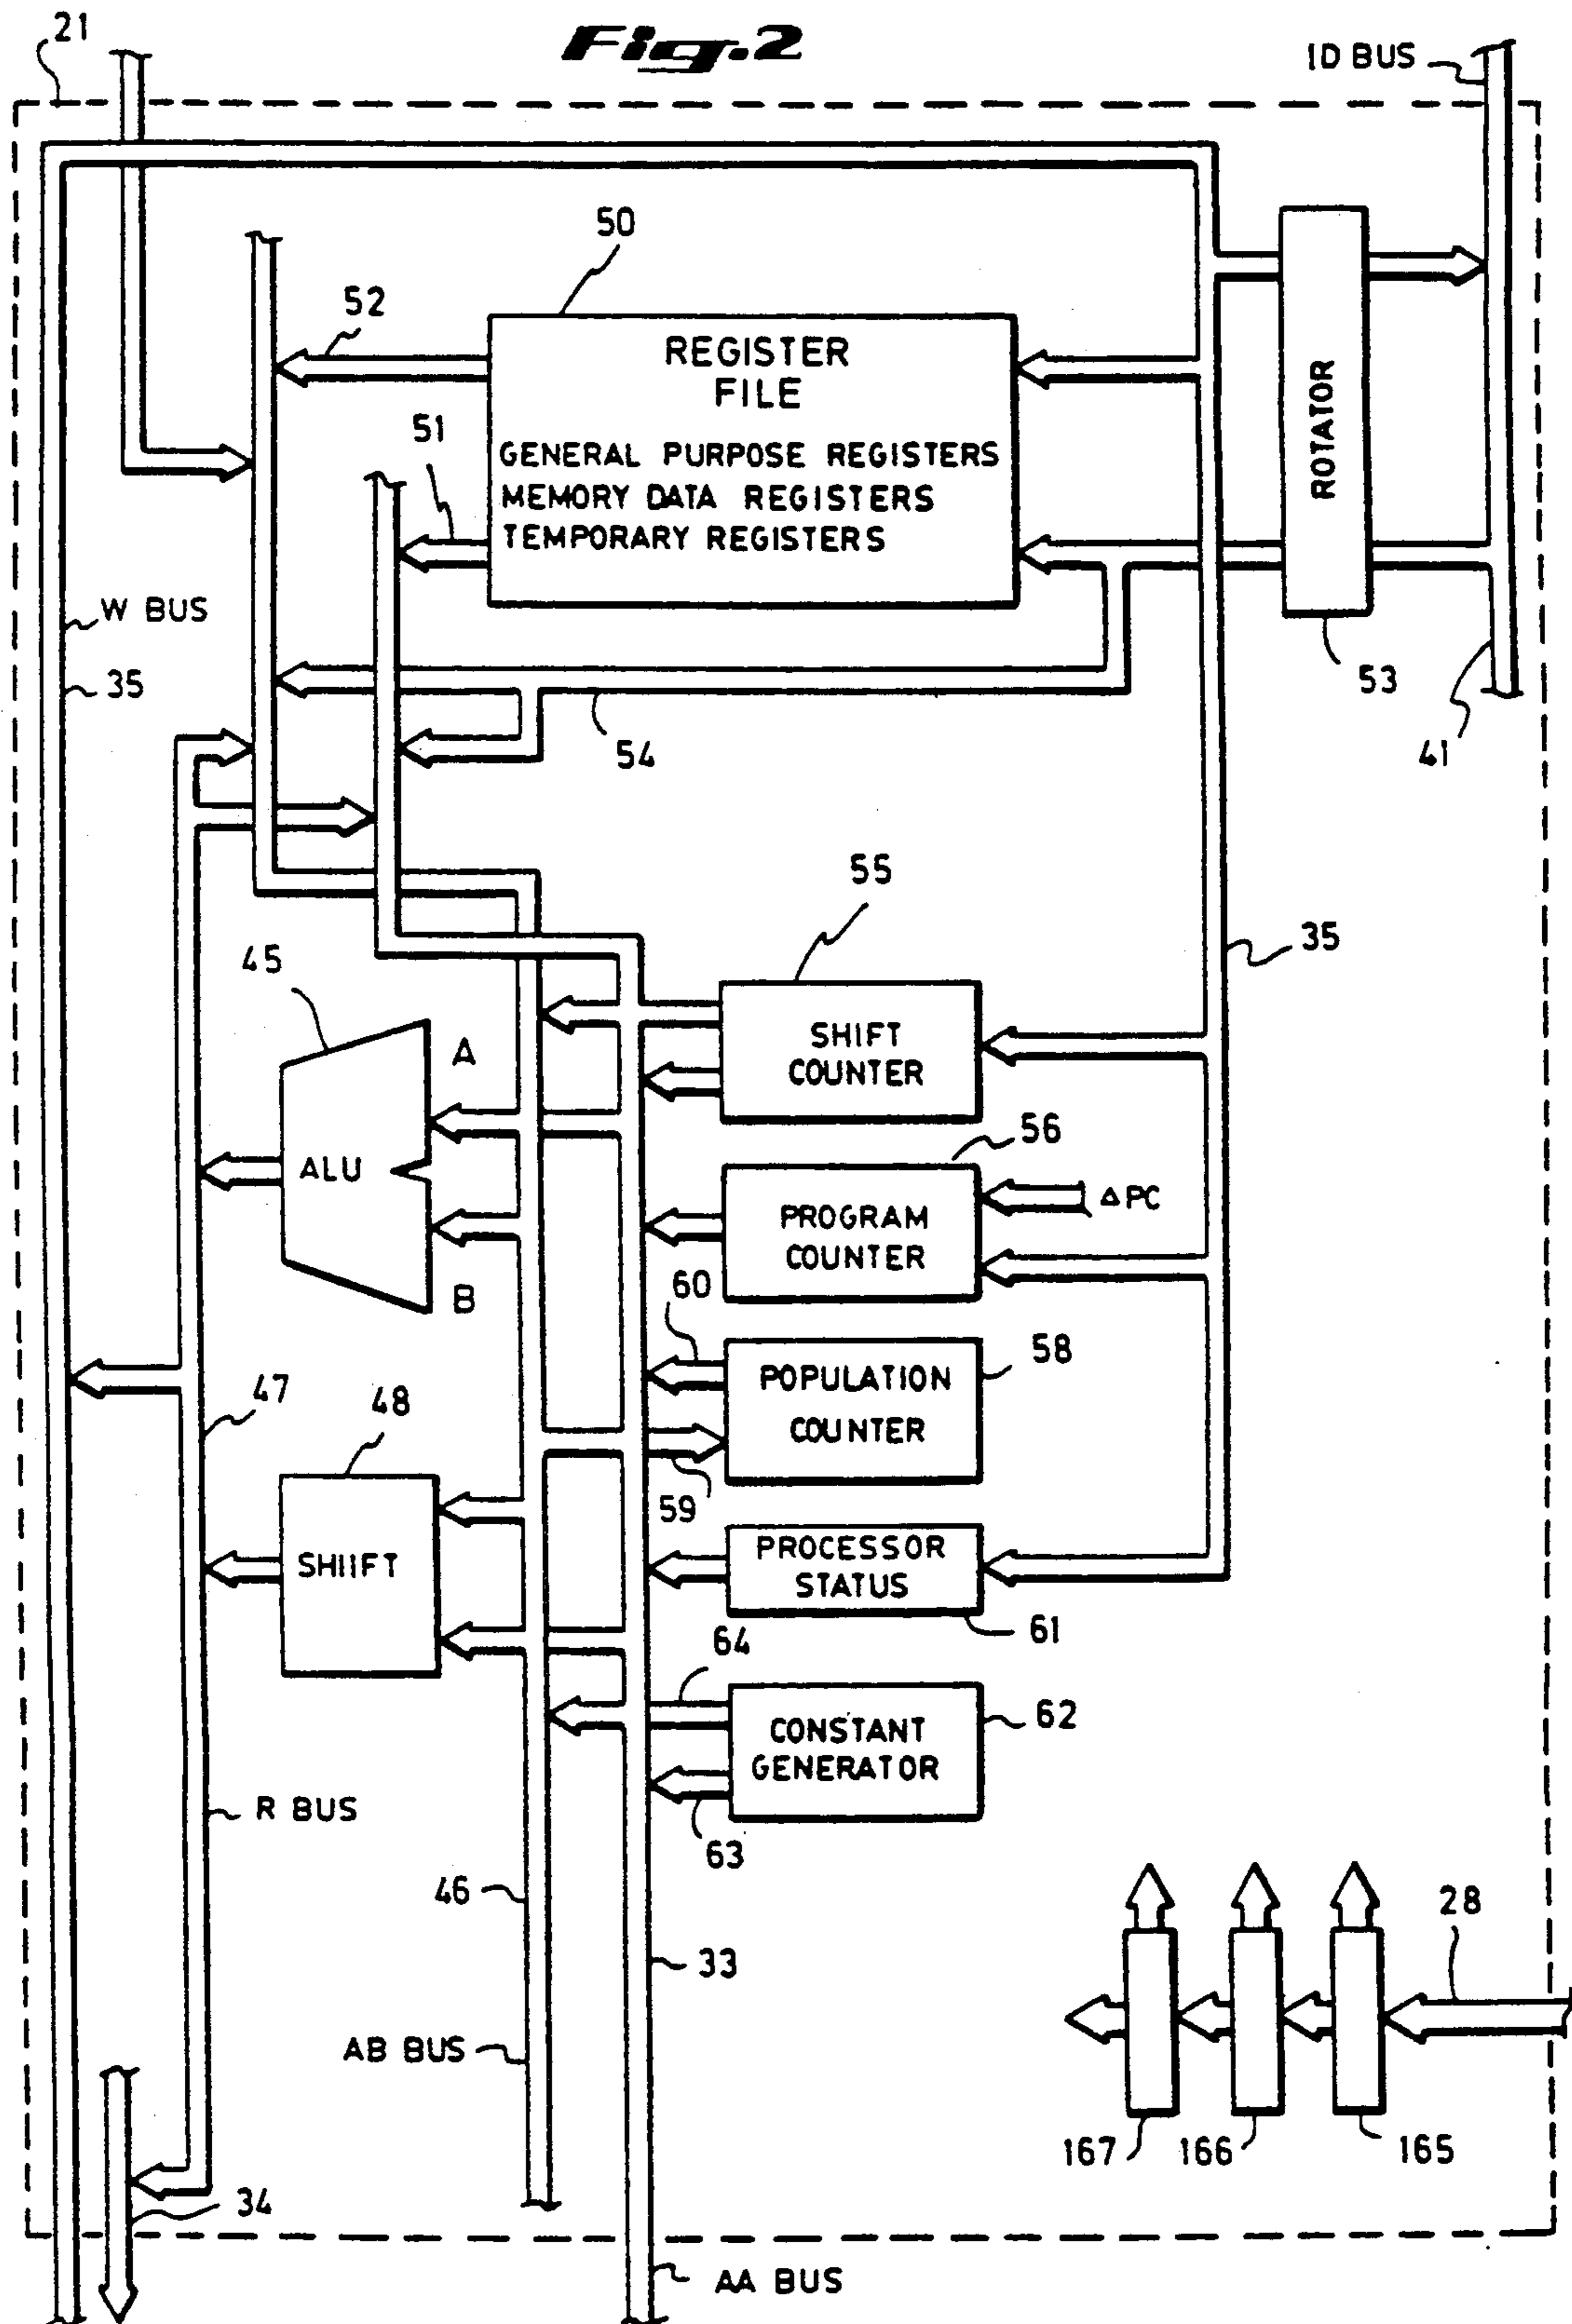 Fig.2
21
ID BUS
50
52
REGISTER
FILE
51
GENERAL PURPOSE REGISTERS
MEMORY DATA REGISTERS
TEMPORARY REGISTERS
ROTATOR
W BUS
35
53
54
41
55
35
45
A
SHIFT
COUNTER
56
ALU
Δ PC
PROGRAM
COUNTER
60
B
58
POPULATION
COUNTER
47
48
59
PROCESSOR
STATUS
SHIIFT
61
64
62
CONSTANT
GENERATOR
R BUS
63
46
28
33
AB BUS
167
166
165
34
AA BUS